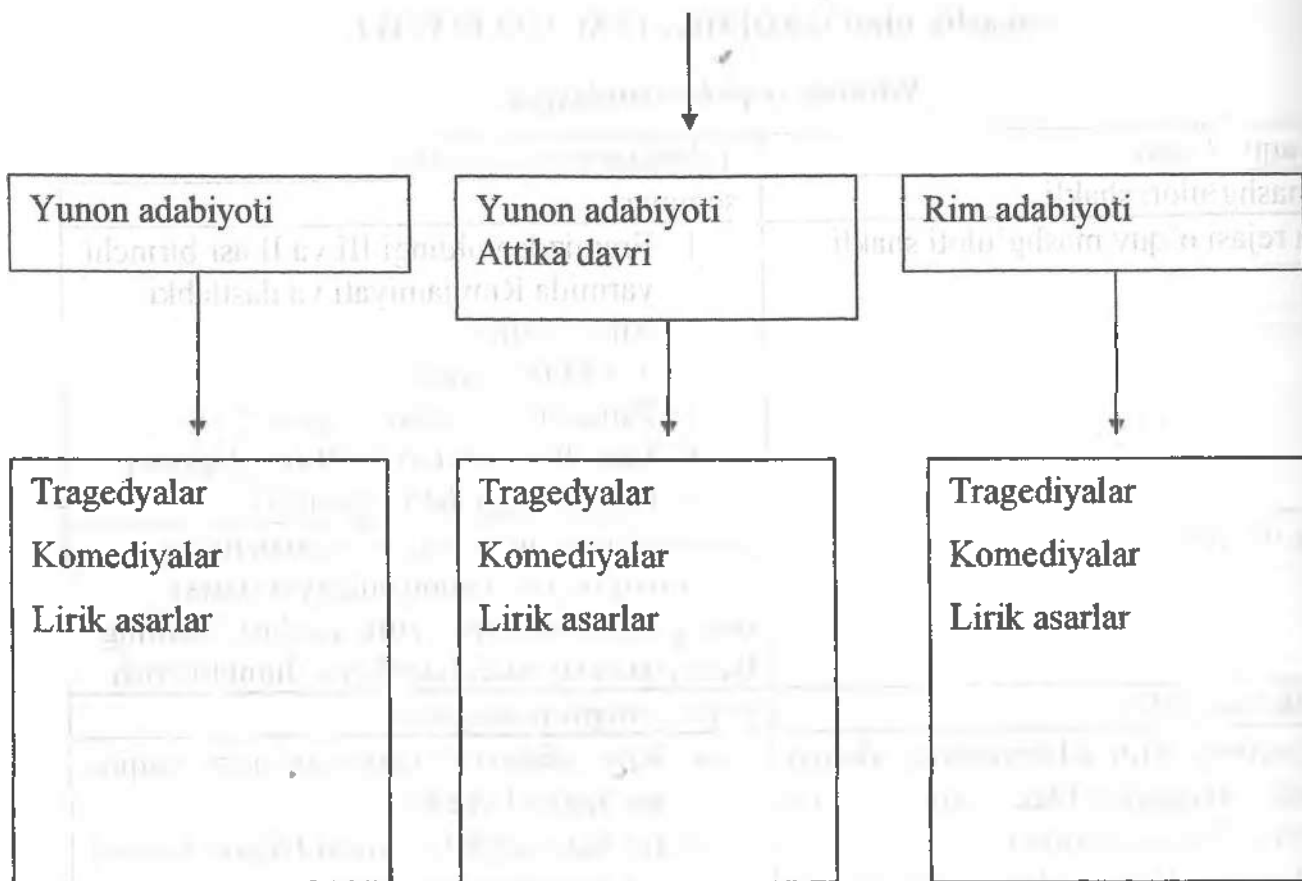 Yunon adabiyoti
Yunon adabiyoti
Attika davri
Rim adabiyoti
Tragedyalar
Komediyalar
Lirik asarlar
Tragedyalar
Komediyalar
Lirik asarlar
Tragediyalar
Komediyalar
Lirik asarlar